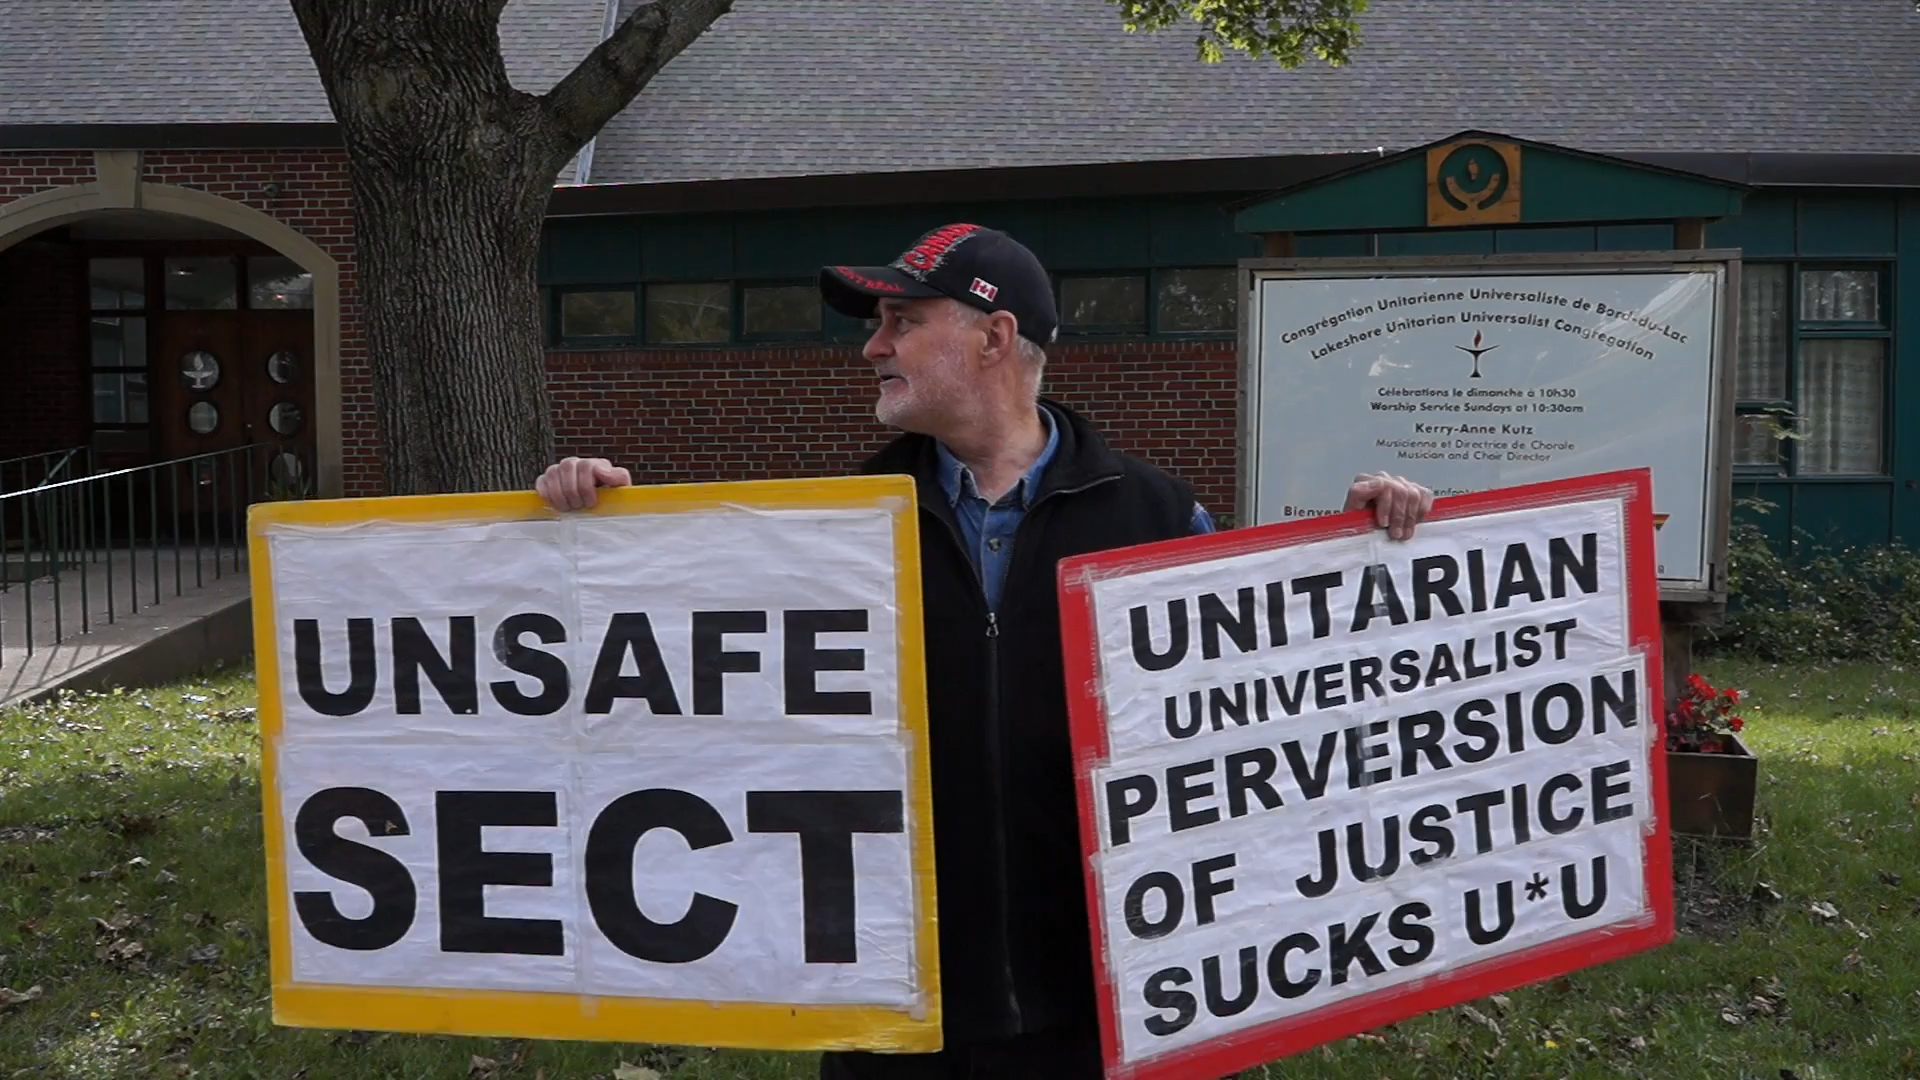 CANADA
MONTRÉAL
Congrégation Unitarienne Universaliste de Bord-du-Lac
Lakeshore Unitarian Universalist Congregation
Célébrations le dimanche à 10h30
Worship Service Sundays at 10:30am
Kerry-Anne Kutz
Musicienne et Directrice de Chorale
Musician and Choir Director
UNSAFE
SECT
UNITARIAN
UNIVERSALIST
PERVERSION
OF JUSTICE
SUCKS U*U